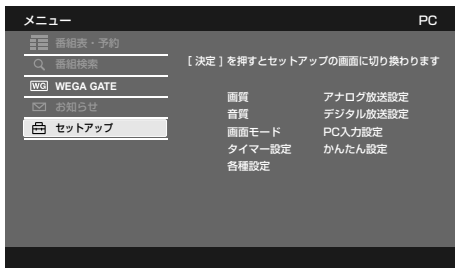 メニュー PC
番組表・予約
番組検索
WG WEGA GATE
お知らせ
セットアップ
[ 決定 ] を押すとセットアップの画面に切り換わります
画質 アナログ放送設定
音質 デジタル放送設定
画面モード PC入力設定
タイマー設定 かんたん設定
各種設定